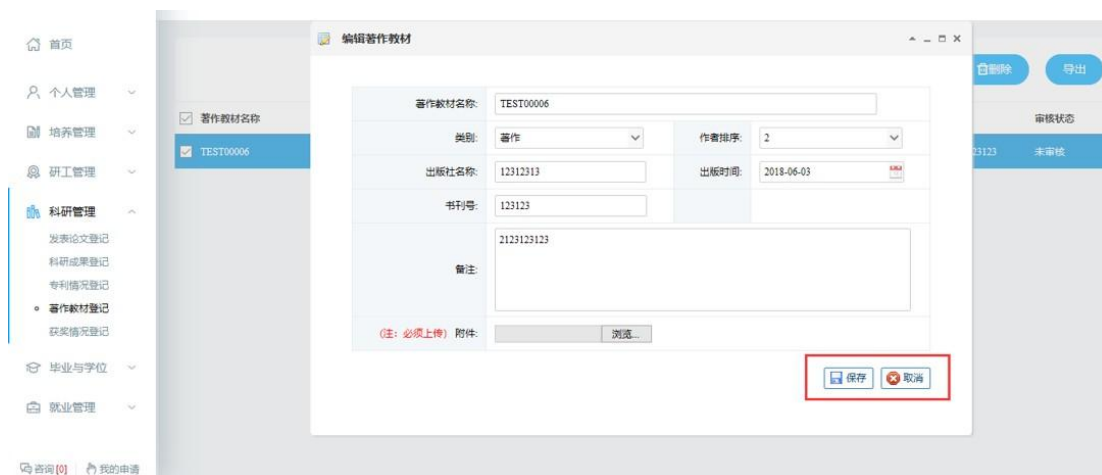 首页
个人管理
培养管理
研工管理
科研管理
发表论文登记
科研成果登记
专利情况登记
著作教材登记
获奖情况登记
毕业与学位
就业管理
咨询[0] 我的申请
删除 导出
著作教材名称 审核状态
TEST00006 23123 未审核
编辑著作教材
著作教材名称: TEST00006
类别: 著作 作者排序: 2
出版社名称: 12312313 出版时间: 2018-06-03
书刊号: 123123
备注: 2123123123
(注：必须上传) 附件: 浏览...
保存 取消